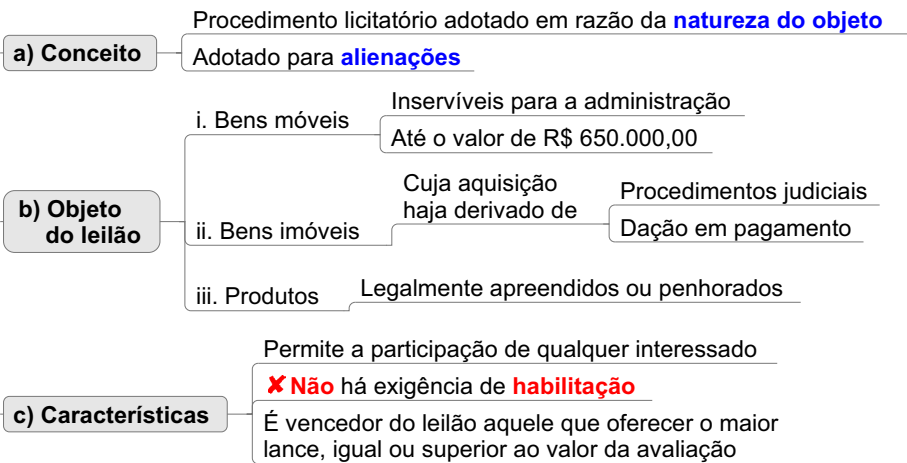 a) Conceito
Procedimento licitatório adotado em razão da natureza do objeto
Adotado para alienações
b) Objeto
do leilão
i. Bens móveis
Inservíveis para a administração
Até o valor de R$ 650.000,00
ii. Bens imóveis
Cuja aquisição
haja derivado de
Procedimentos judiciais
Dação em pagamento
iii. Produtos
Legalmente apreendidos ou penhorados
c) Características
Permite a participação de qualquer interessado
✘ Não há exigência de habilitação
É vencedor do leilão aquele que oferecer o maior
lance, igual ou superior ao valor da avaliação